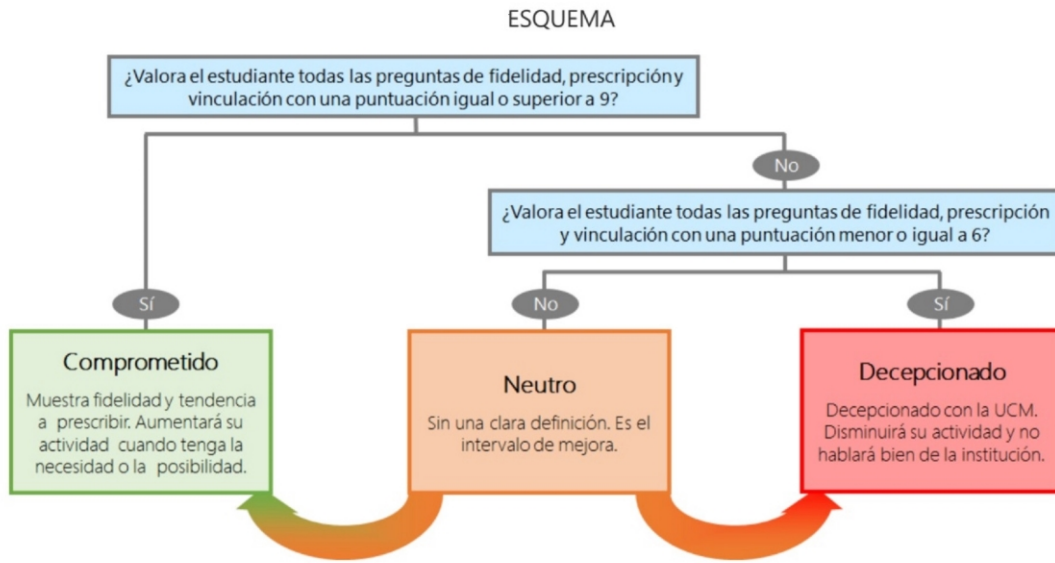 ESQUEMA
¿Valora el estudiante todas las preguntas de fidelidad, prescripción y
vinculación con una puntuación igual o superior a 9?
No
¿Valora el estudiante todas las preguntas de fidelidad, prescripción
y vinculación con una puntuación menor o igual a 6?
Sí
No
Sí
Comprometido
Muestra fidelidad y tendencia
a prescribir. Aumentará su
actividad cuando tenga la
necesidad o la posibilidad.
Neutro
Sin una clara definición. Es el
intervalo de mejora.
Decepcionado
Decepcionado con la UCM.
Disminuirá su actividad y no
hablará bien de la institución.